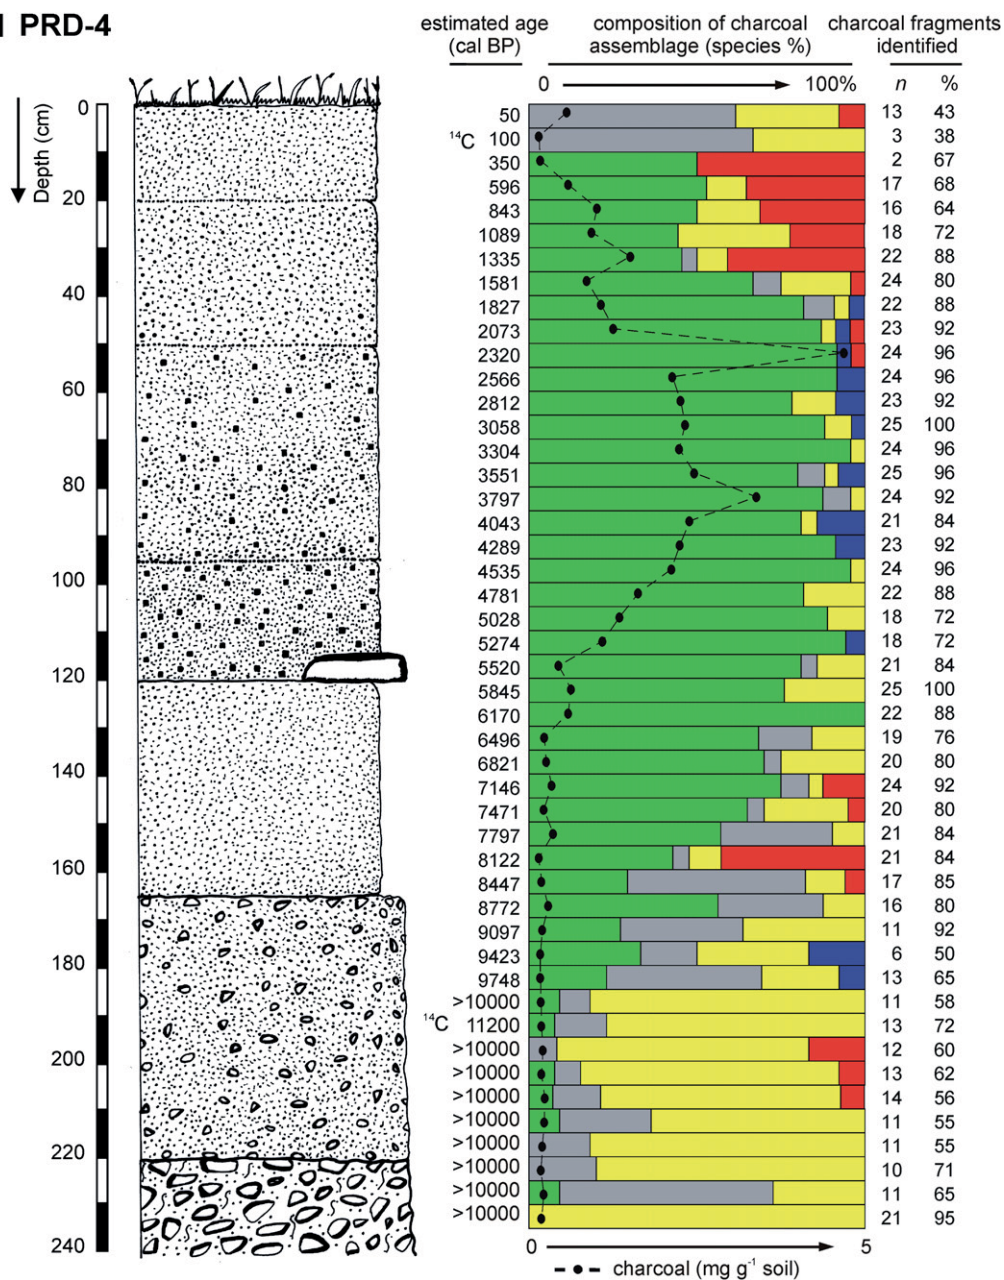 PRD-4
estimated age composition of charcoal charcoal fragments
(cal BP) assemblage (species %) identified
0 100% n %
Depth (cm)
0
20
40
60
80
100
120
140
160
180
200
220
240
50 13 43
¹⁴C 100 3 38
350 2 67
596 17 68
843 16 64
1089 18 72
1335 22 88
1581 24 80
1827 22 88
2073 23 92
2320 24 96
2566 24 96
2812 23 92
3058 25 100
3304 24 96
3551 25 96
3797 24 92
4043 21 84
4289 23 92
4535 24 96
4781 22 88
5028 18 72
5274 18 72
5520 21 84
5845 25 100
6170 22 88
6496 19 76
6821 20 80
7146 24 92
7471 20 80
7797 21 84
8122 21 84
8447 17 85
8772 16 80
9097 11 92
9423 6 50
9748 13 65
>10000 11 58
¹⁴C 11200 13 72
>10000 12 60
>10000 13 62
>10000 14 56
>10000 11 55
>10000 11 55
>10000 10 71
>10000 11 65
>10000 21 95
0 5
charcoal (mg g⁻¹ soil)